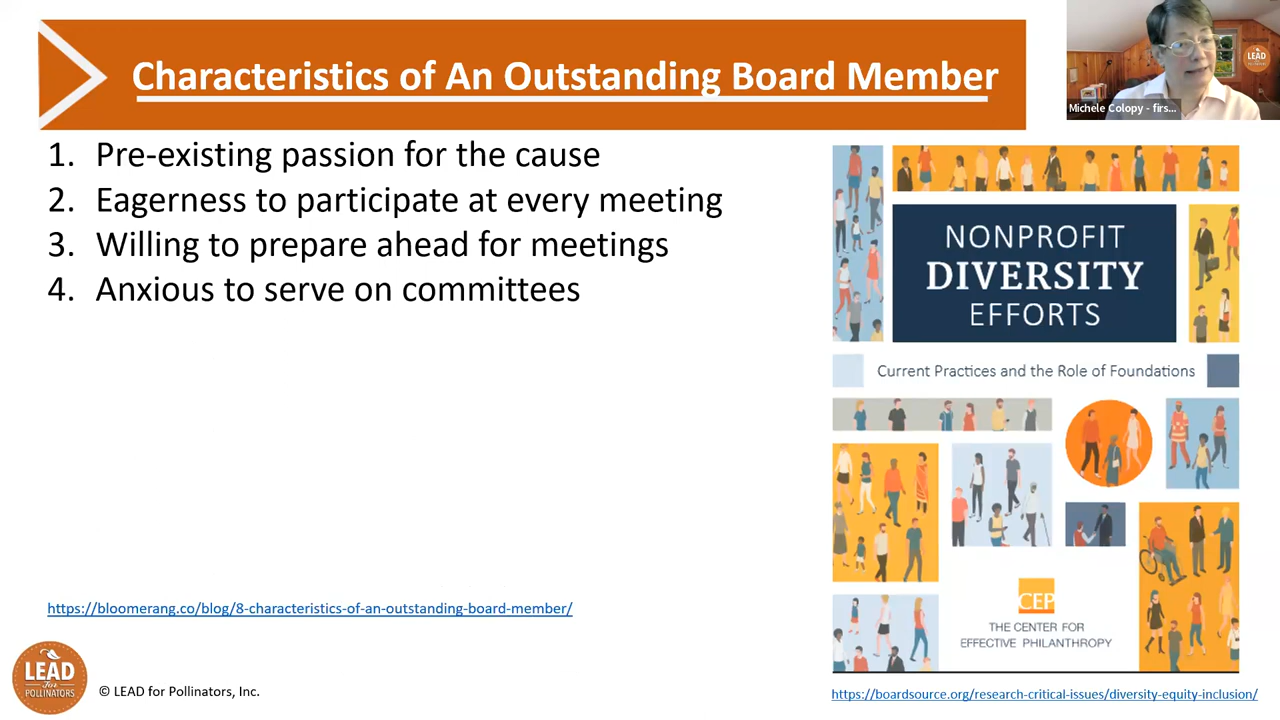 Characteristics of An Outstanding Board Member
1. Pre-existing passion for the cause
2. Eagerness to participate at every meeting
3. Willing to prepare ahead for meetings
4. Anxious to serve on committees
https://bloomerang.co/blog/8-characteristics-of-an-outstanding-board-member/
LEAD
for
POLLINATORS
© LEAD for Pollinators, Inc.
LEAD
Michele Colopy - firs...
NONPROFIT
DIVERSITY
EFFORTS
Current Practices and the Role of Foundations
CEP
THE CENTER FOR
EFFECTIVE PHILANTHROPY
https://boardsource.org/research-critical-issues/diversity-equity-inclusion/